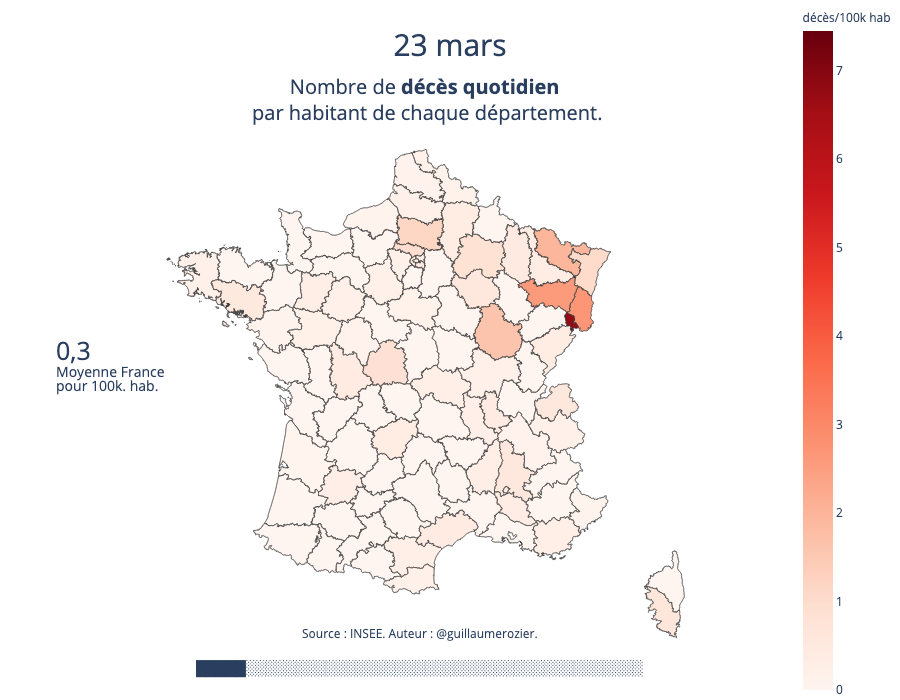 décès/100k hab
23 mars
Nombre de décès quotidien
par habitant de chaque département.
7
6
5
4
3
2
1
0
0,3
Moyenne France
pour 100k. hab.
Source : INSEE. Auteur : @guillaumerozier.